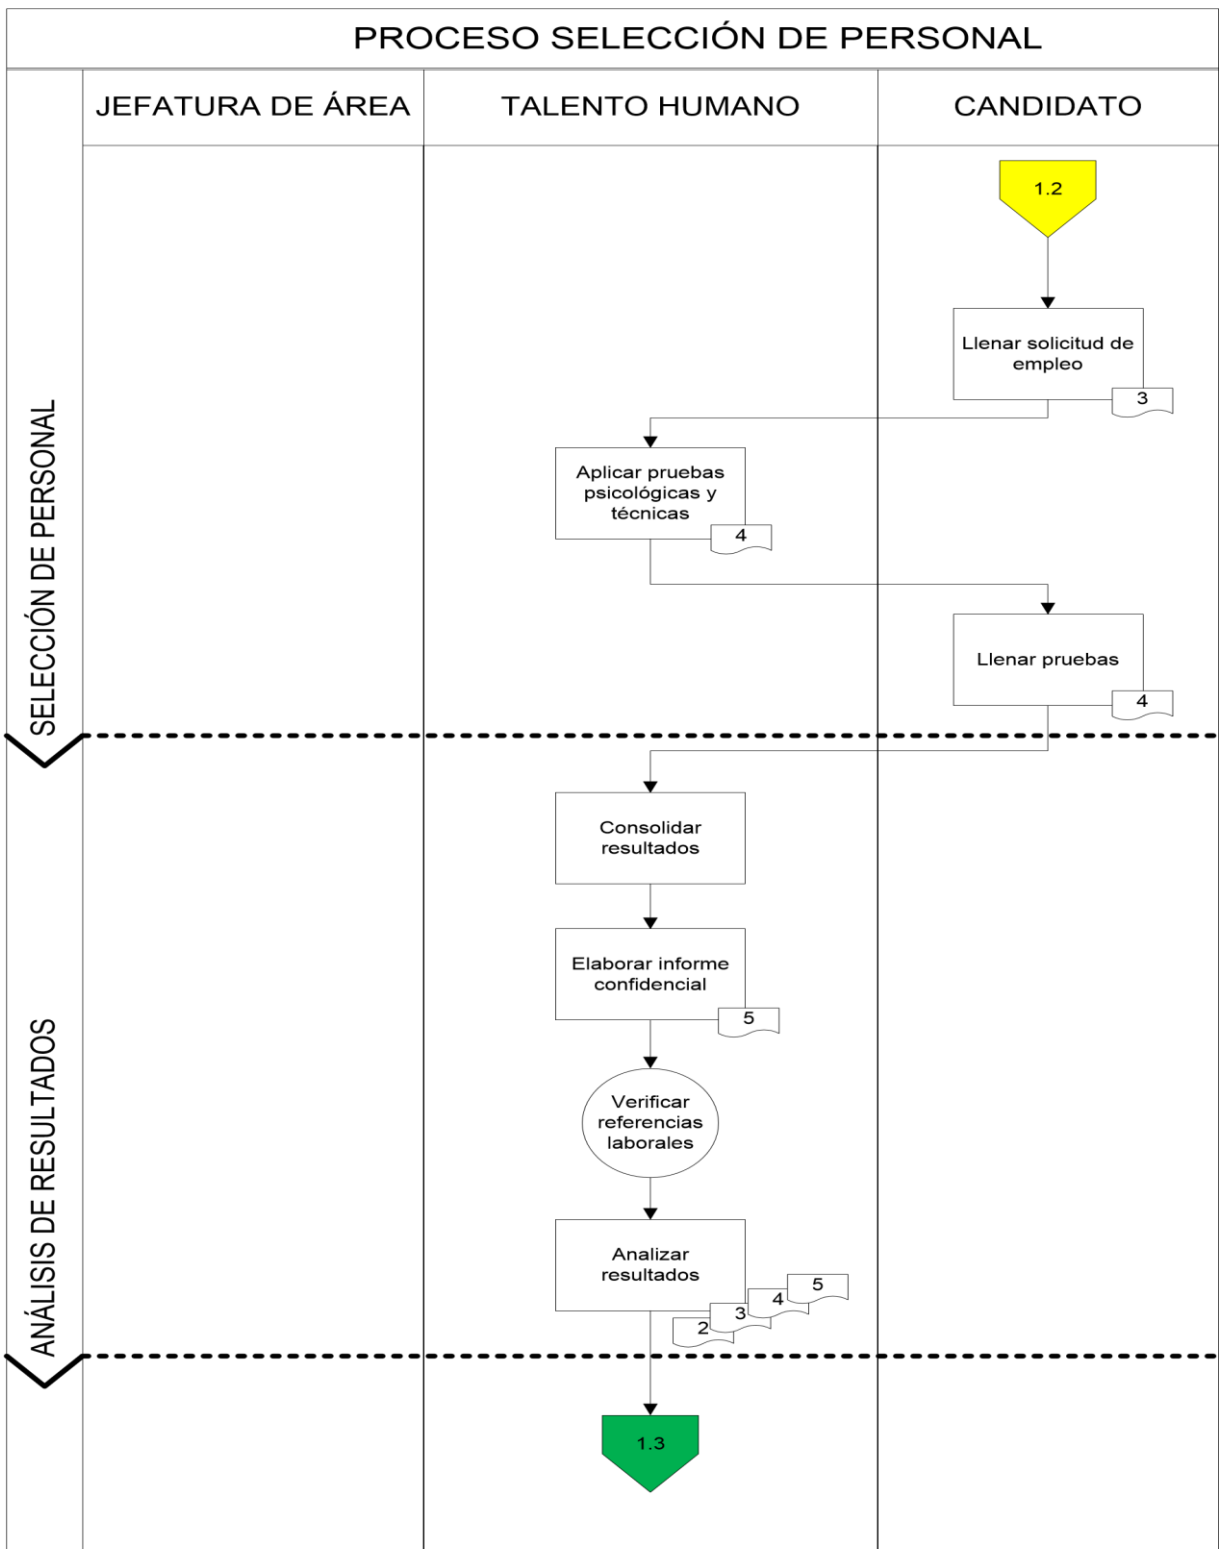 PROCESO SELECCIÓN DE PERSONAL
JEFATURA DE ÁREA
TALENTO HUMANO
CANDIDATO
SELECCIÓN DE PERSONAL
1.2
Llenar solicitud de
empleo
3
Aplicar pruebas
psicológicas y
técnicas
4
Llenar pruebas
4
ANÁLISIS DE RESULTADOS
Consolidar
resultados
Elaborar informe
confidencial
5
Verificar
referencias
laborales
Analizar
resultados
2
3
4
5
1.3